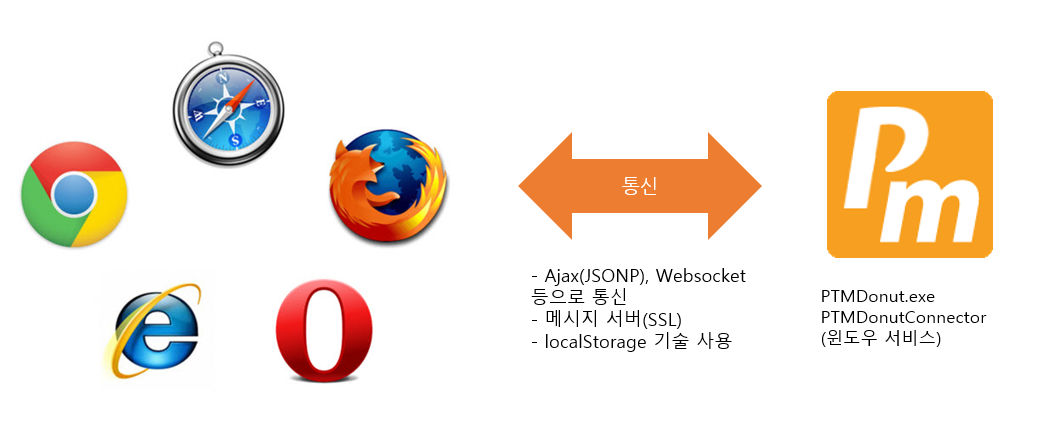 N
E
W
S
통신
Pm
- Ajax(JSONP), Websocket
등으로 통신
- 메시지 서버(SSL)
- localStorage 기술 사용
PTMDonut.exe
PTMDonutConnector
(윈도우 서비스)